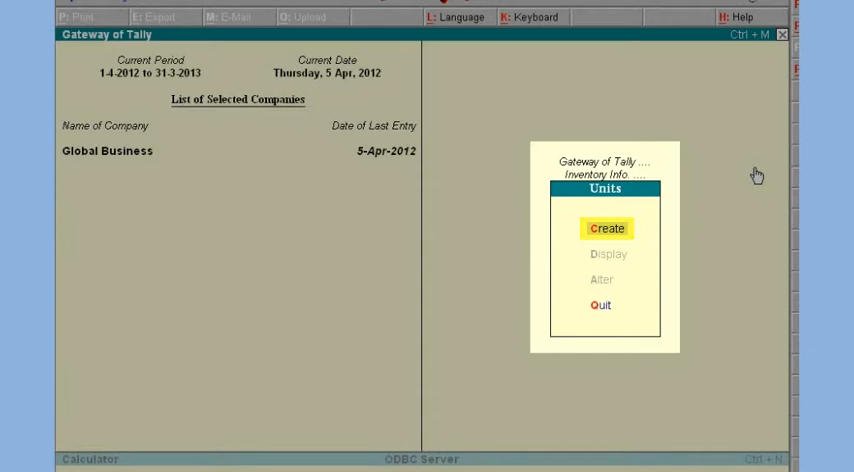 P: Print E: Export M: E-Mail O: Upload L: Language K: Keyboard H: Help
Gateway of Tally Ctrl + M
Current Period Current Date
1-4-2012 to 31-3-2013 Thursday, 5 Apr, 2012
List of Selected Companies
Name of Company Date of Last Entry
Global Business 5-Apr-2012
Gateway of Tally ....
Inventory Info. ....
Units
Create
Display
Alter
Quit
Calculator ODBC Server Ctrl + N